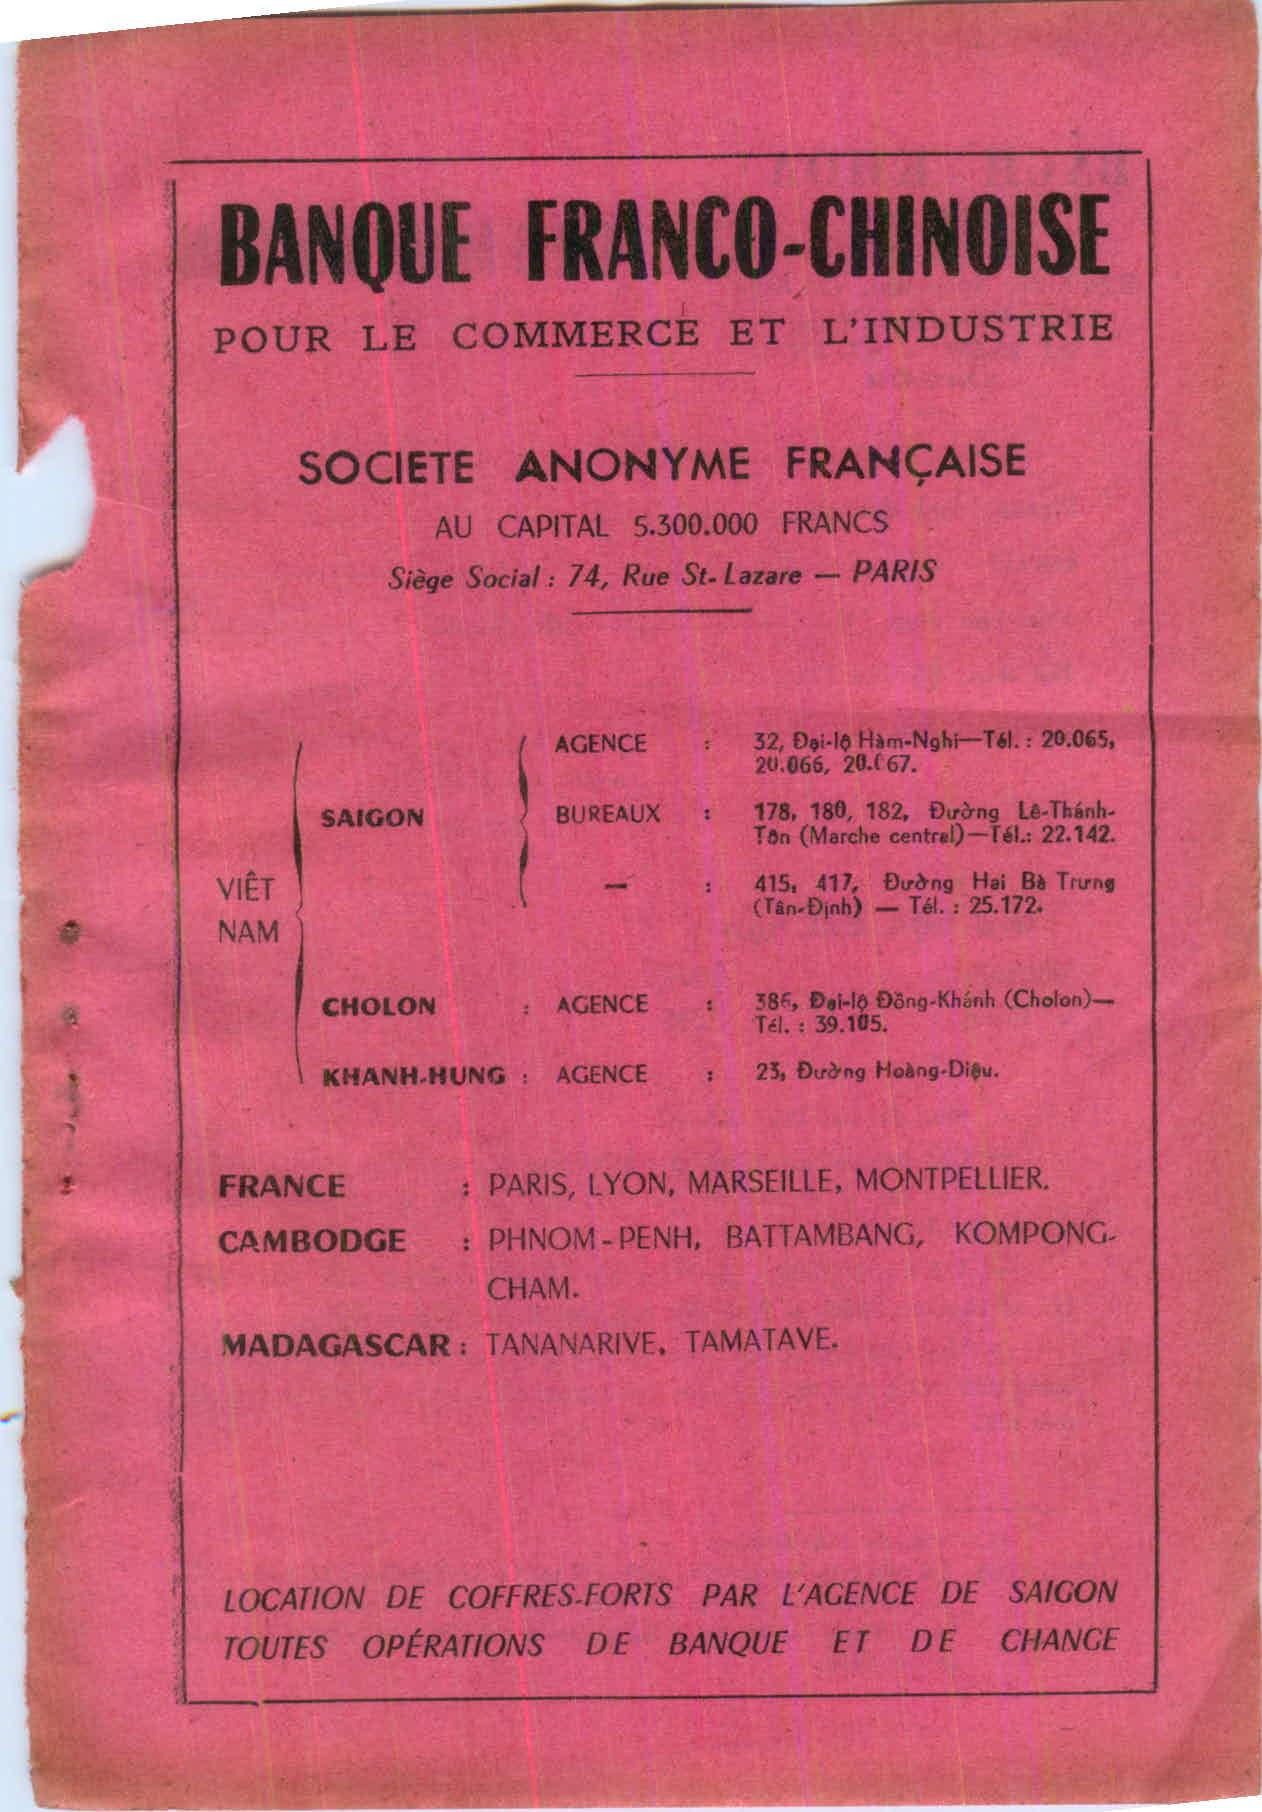 BANQUE FRANCO-CHINOISE
POUR LE COMMERCE ET L'INDUSTRIE
SOCIETE ANONYME FRANÇAISE
AU CAPITAL 5.300.000 FRANCS
Siège Social : 74, Rue St-Lazare — PARIS
VIÊT NAM
SAIGON
AGENCE : 32, Đại-lộ Hàm-Nghi—Tél. : 20.065,
20.066, 20.067.
BUREAUX : 178, 180, 182, Đường Lê-Thánh-
Tôn (Marche central)—Tél.: 22.142.
— : 415, 417, Đường Hai Bà Trưng
(Tân-Định) — Tél. : 25.172.
CHOLON : AGENCE : 386, Đại-lộ Đồng-Khánh (Cholon)—
Tél. : 39.105.
KHANH-HUNG : AGENCE : 23, Đường Hoàng-Diệu.
FRANCE : PARIS, LYON, MARSEILLE, MONTPELLIER.
CAMBODGE : PHNOM-PENH, BATTAMBANG, KOMPONG-
CHAM.
MADAGASCAR : TANANARIVE, TAMATAVE.
LOCATION DE COFFRES-FORTS PAR L'AGENCE DE SAIGON
TOUTES OPÉRATIONS DE BANQUE ET DE CHANGE